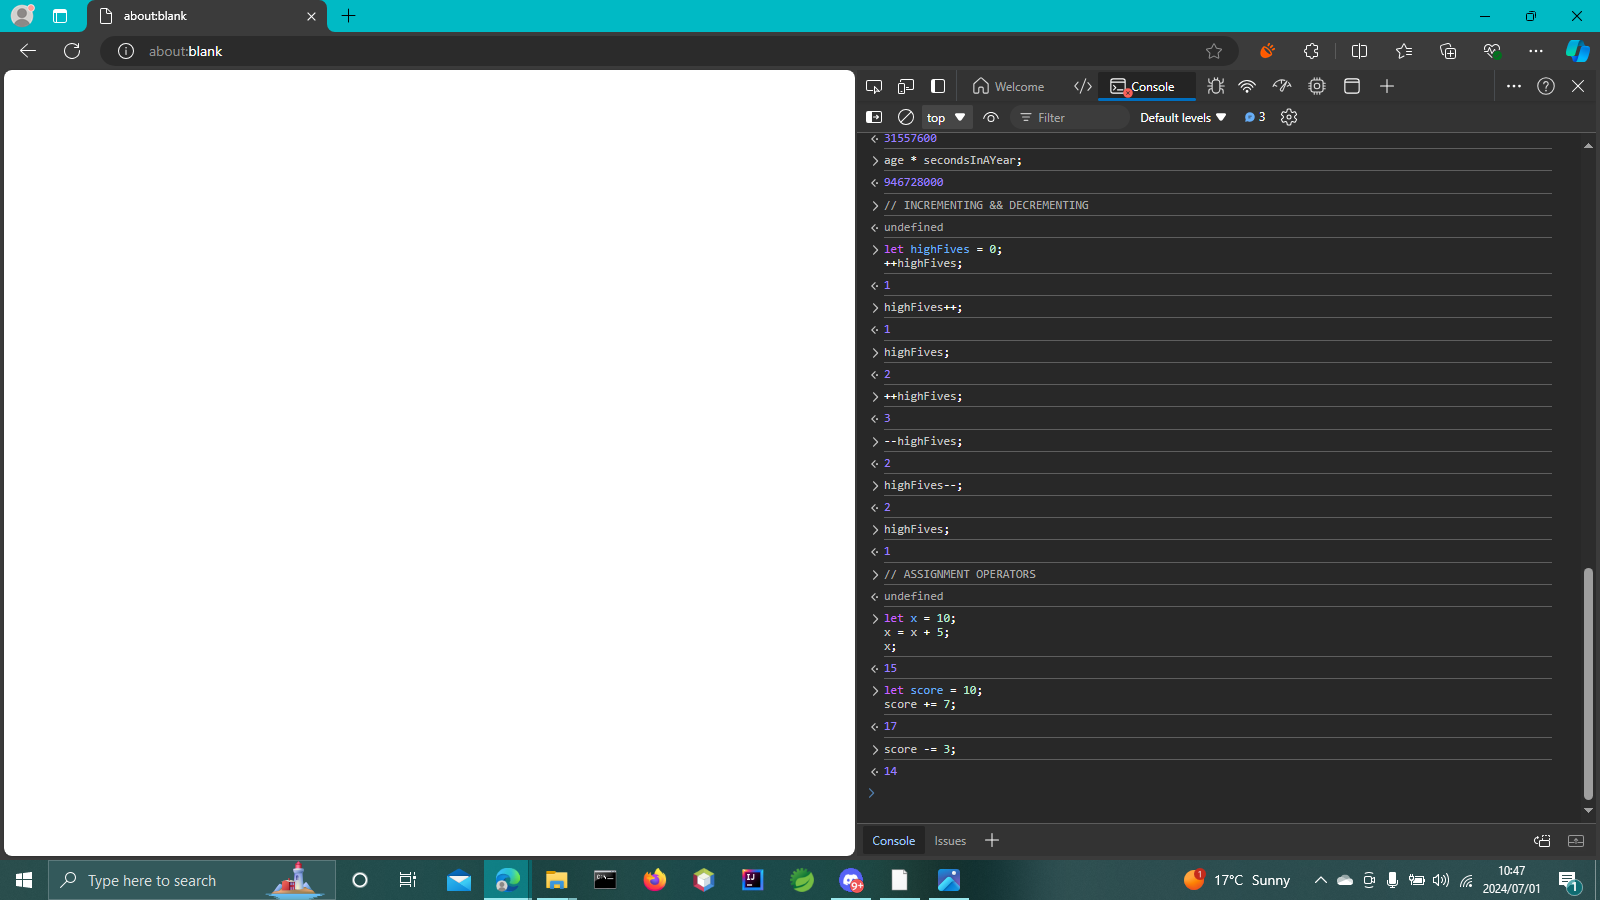 about:blank
about:blank
Welcome
Console
top
Filter
Default levels
3
31557600
age * secondsInAYear;
946728000
// INCREMENTING && DECREMENTING
undefined
let highFives = 0;
++highFives;
1
highFives++;
1
highFives;
2
++highFives;
3
--highFives;
2
highFives--;
2
highFives;
1
// ASSIGNMENT OPERATORS
undefined
let x = 10;
x = x + 5;
x;
15
let score = 10;
score += 7;
17
score -= 3;
14
Console
Issues
Type here to search
9+
1
17°C Sunny
10:47
2024/07/01
1